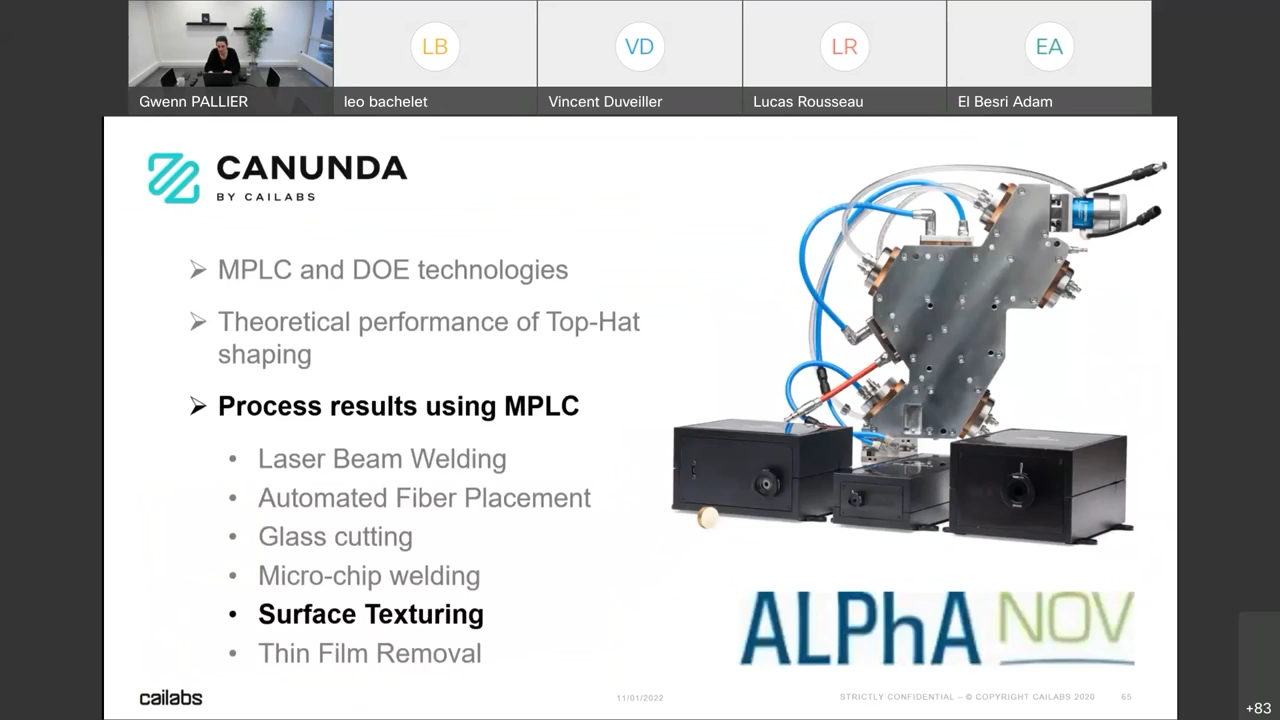 LB
VD
LR
EA
Gwenn PALLIER
leo bachelet
Vincent Duveiller
Lucas Rousseau
El Besri Adam
CANUNDA
BY CAILABS
MPLC and DOE technologies
Theoretical performance of Top-Hat
shaping
Process results using MPLC
Laser Beam Welding
Automated Fiber Placement
Glass cutting
Micro-chip welding
Surface Texturing
Thin Film Removal
ALPhA NOV
cailabs
11/01/2022
STRICTLY CONFIDENTIAL – © COPYRIGHT CAILABS 2020
65
+83